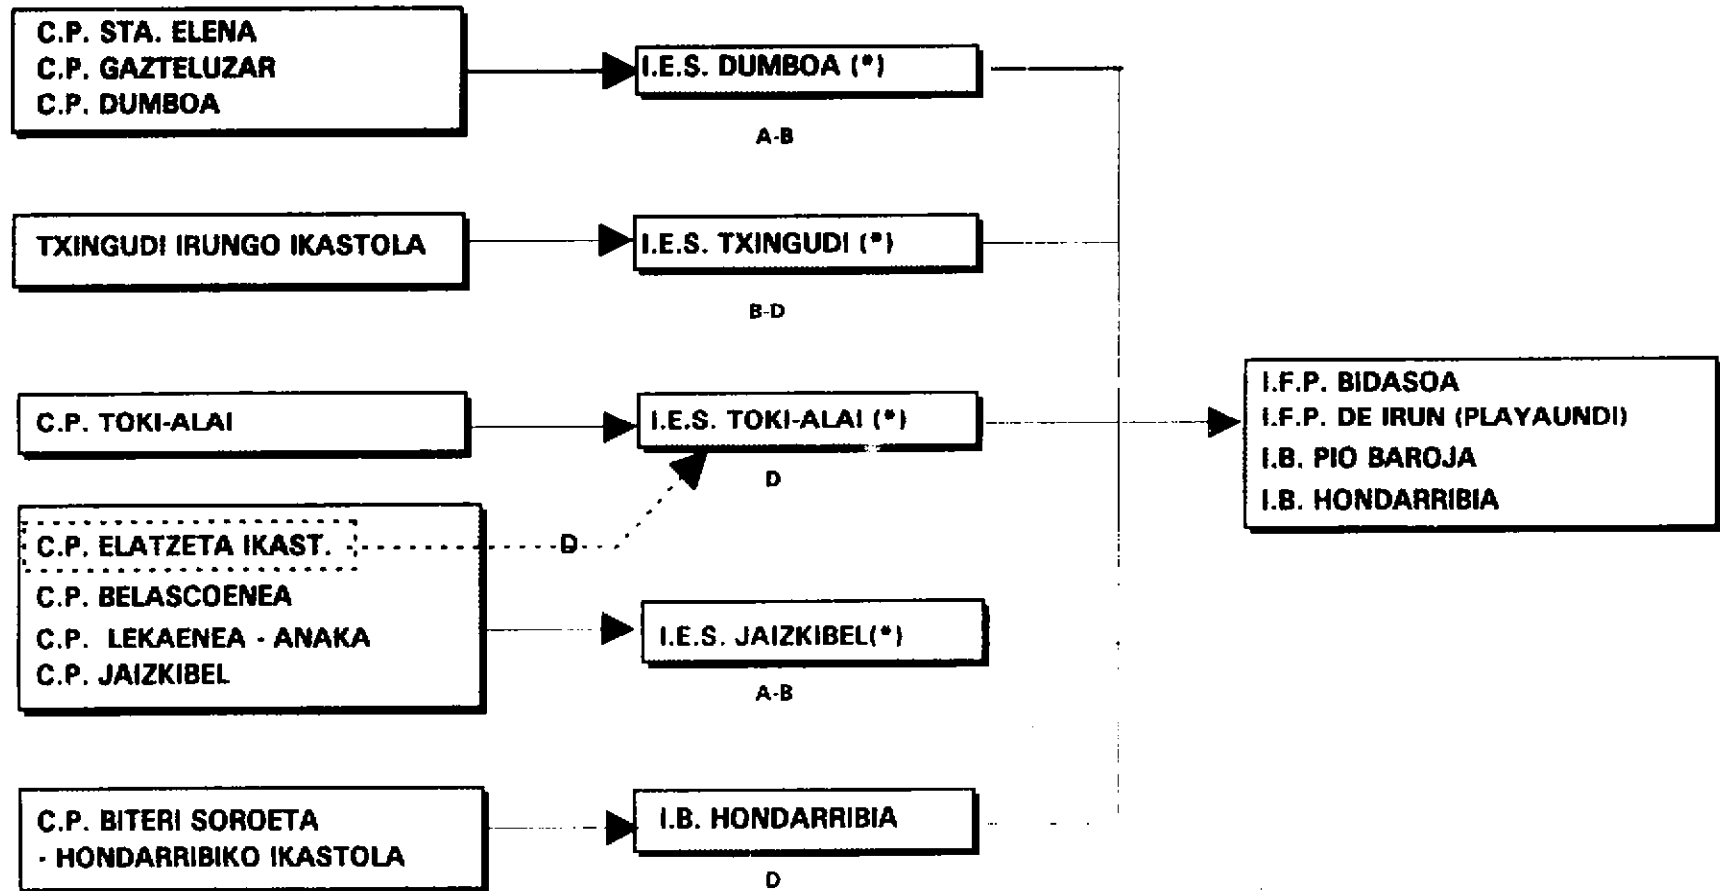 C.P. STA. ELENA
C.P. GAZTELUZAR
C.P. DUMBOA
I.E.S. DUMBOA (*)
A-B
TXINGUDI IRUNGO IKASTOLA
I.E.S. TXINGUDI (*)
B-D
C.P. TOKI-ALAI
I.E.S. TOKI-ALAI (*)
D
C.P. ELATZETA IKAST.
D
C.P. BELASCOENEA
C.P. LEKAENEA - ANAKA
C.P. JAIZKIBEL
I.E.S. JAIZKIBEL(*)
A-B
C.P. BITERI SOROETA
- HONDARRIBIKO IKASTOLA
I.B. HONDARRIBIA
D
I.F.P. BIDASOA
I.F.P. DE IRUN (PLAYAUNDI)
I.B. PIO BAROJA
I.B. HONDARRIBIA